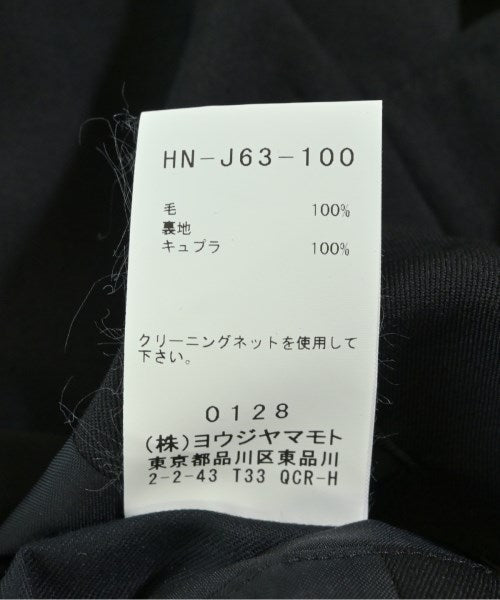 HN-J63-100
毛 100%
裏地
キュプラ 100%
クリーニングネットを使用して
下さい。
0128
(株)ヨウジヤマモト
東京都品川区東品川
2-2-43 T33 QCR-H